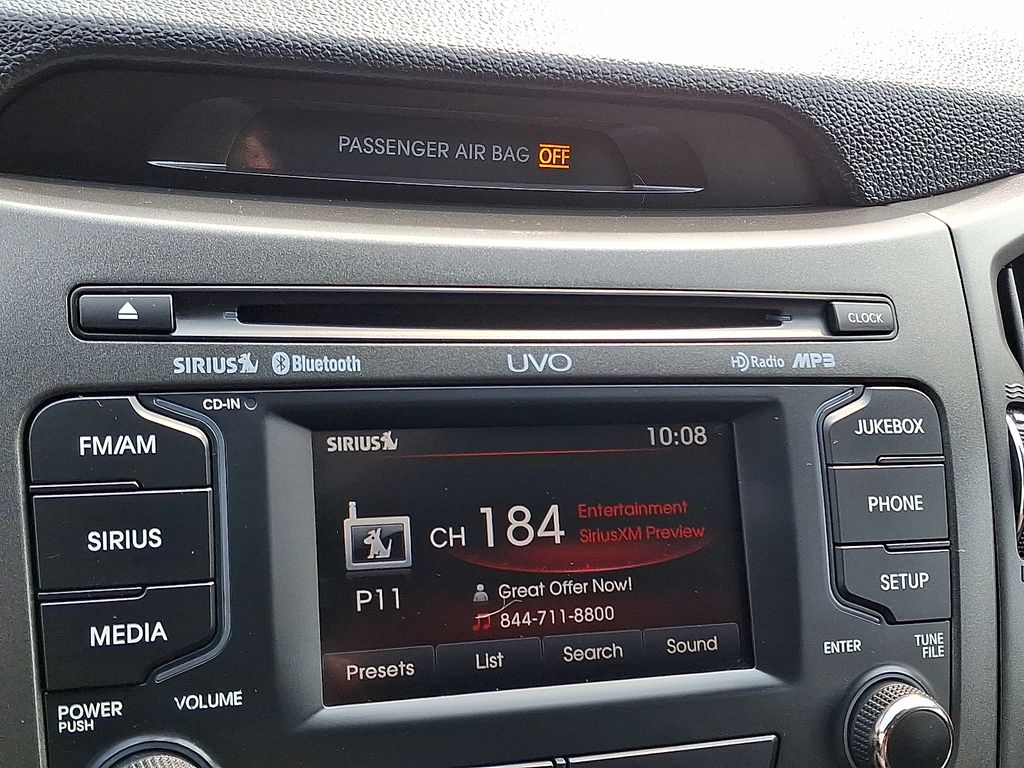 PASSENGER AIR BAG OFF
CLOCK
SIRIUS Bluetooth UVO HD Radio MP3
CD-IN
FM/AM
SIRIUS
MEDIA
POWER
PUSH
VOLUME
SIRIUS 10:08
CH 184
Entertainment
SiriusXM Preview
P11
Great Offer Now!
844-711-8800
Presets List Search Sound
JUKEBOX
PHONE
SETUP
ENTER
TUNE
FILE